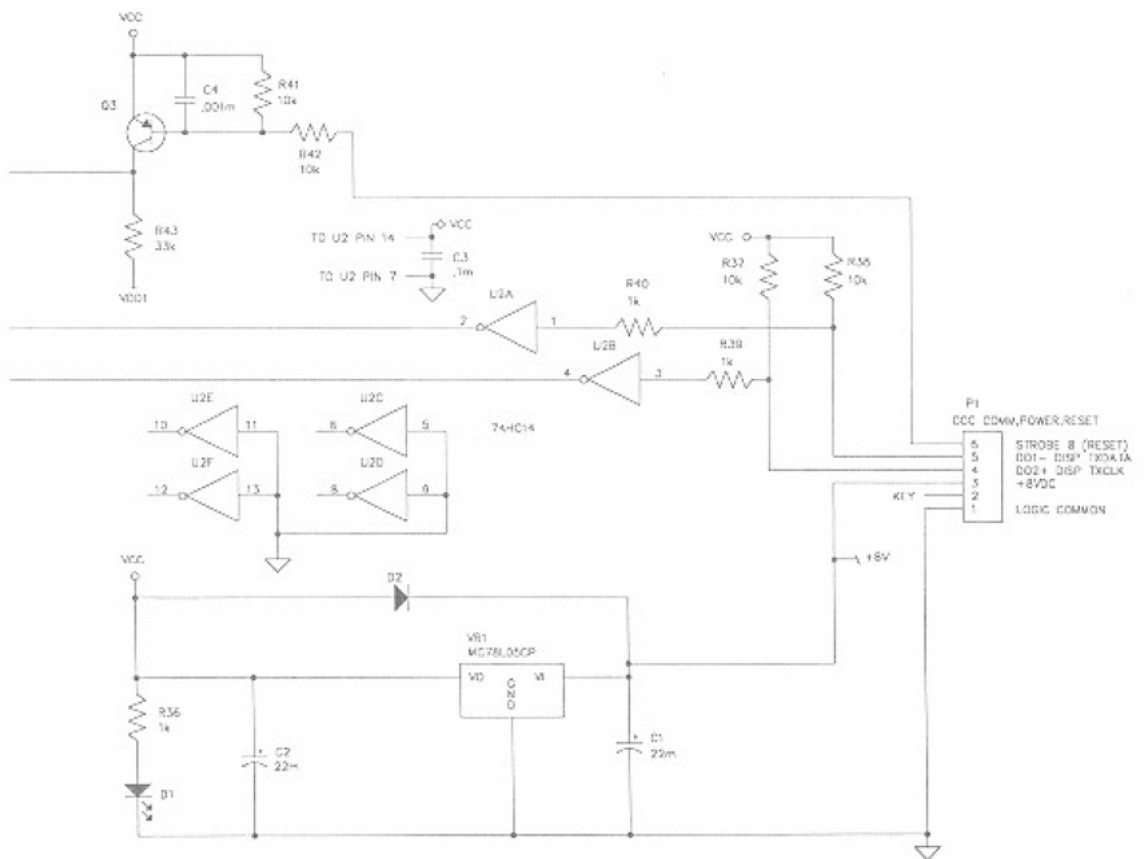 VCC
Q3
C4
.001m
R41
10k
R42
10k
R43
33k
VDD1
VCC
TO U2 PIN 14
C3
.1m
TO U2 PIN 7
VCC
R37
10k
10k
R40
1k
U2A
2
1
R39
1k
U2B
4
3
U2E
10
11
U2C
6
5
74HC14
U2F
12
13
U2D
8
9
P1
CCC COMM,POWER,RESET
6 STROBE 8 (RESET)
5 DO1- DISP TXDATA
4 DO2+ DISP TXCLK
3 +8VDC
KEY 2
1 LOGIC COMMON
+8V
VCC
D2
VR1
MC78L05CP
VO
GND
VI
R36
1k
C2
22m
+
C1
22m
+
D1